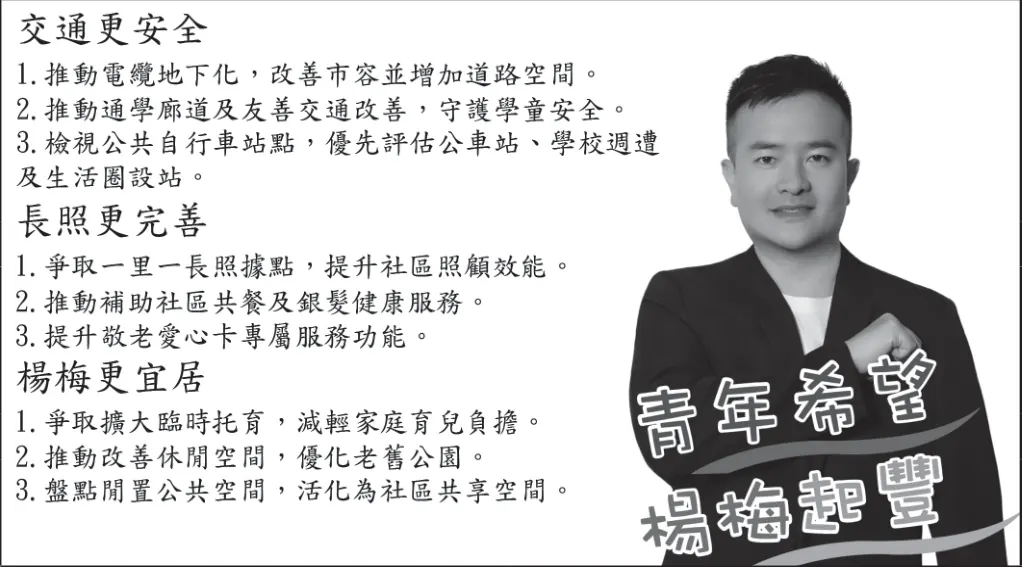 交通更安全
1.推動電纜地下化，改善市容並增加道路空間。
2.推動通學廊道及友善交通改善，守護學童安全。
3.檢視公共自行車站點，優先評估公車站、學校週遭
及生活圈設站。
長照更完善
1.爭取一里一長照據點，提升社區照顧效能。
2.推動補助社區共餐及銀髮健康服務。
3.提升敬老愛心卡專屬服務功能。
楊梅更宜居
1.爭取擴大臨時托育，減輕家庭育兒負擔。
2.推動改善休閒空間，優化老舊公園。
3.盤點閒置公共空間，活化為社區共享空間。
青年希望
楊梅起豐